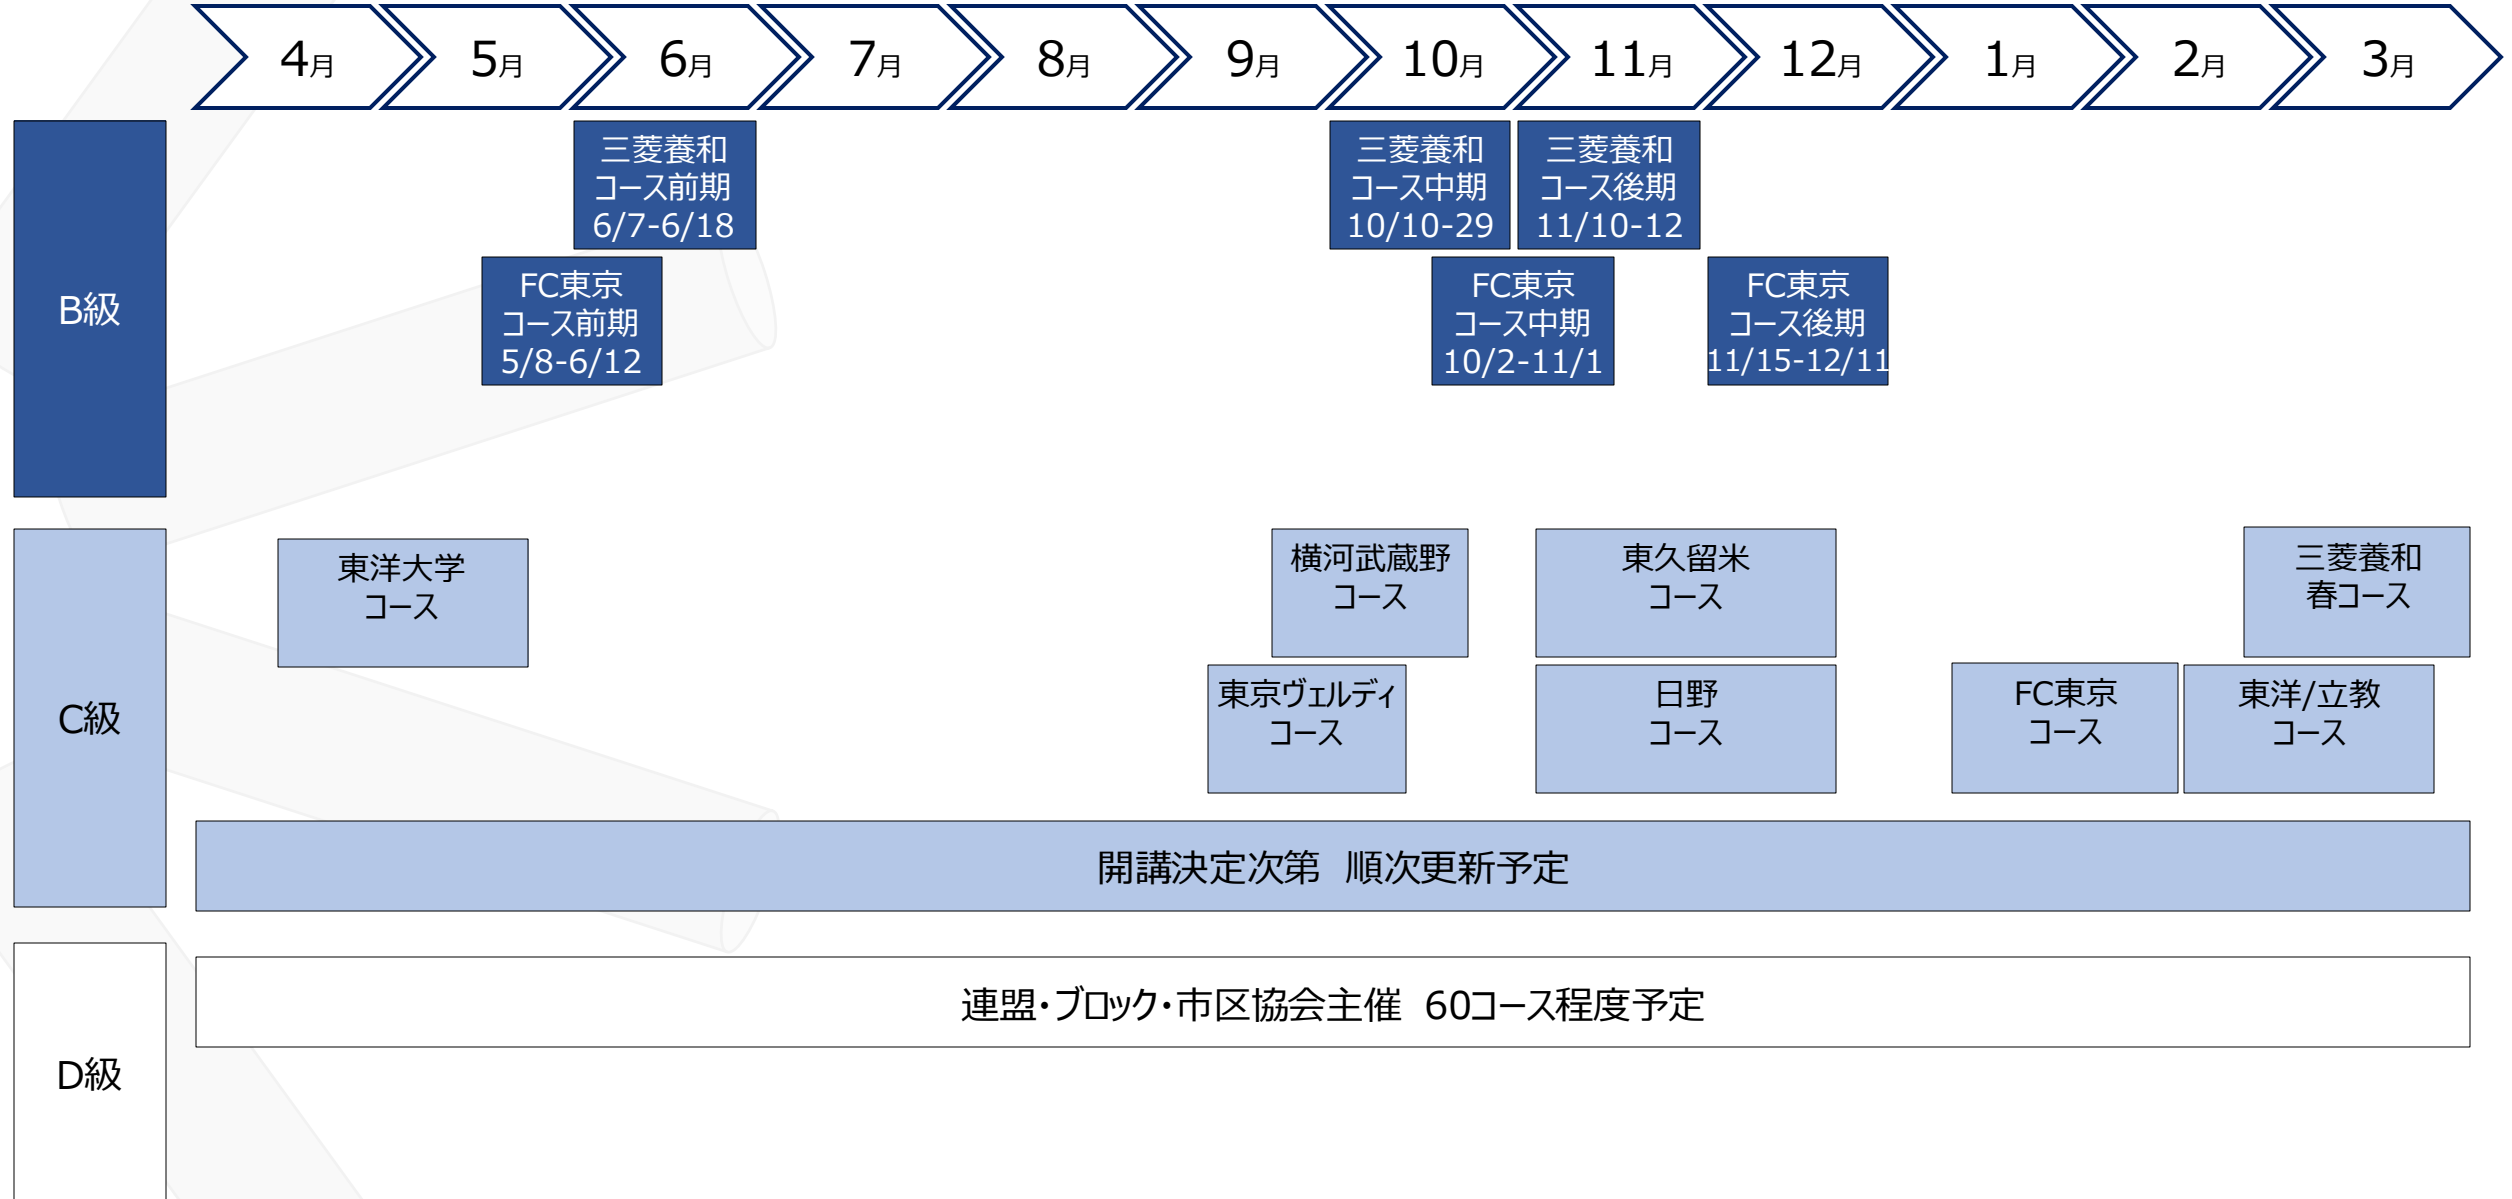 4月 5月 6月 7月 8月 9月 10月 11月 12月 1月 2月 3月
B級
三菱養和
コース前期
6/7-6/18
三菱養和
コース中期
10/10-29
三菱養和
コース後期
11/10-12
FC東京
コース前期
5/8-6/12
FC東京
コース中期
10/2-11/1
FC東京
コース後期
11/15-12/11
C級
東洋大学
コース
横河武蔵野
コース
東久留米
コース
三菱養和
春コース
東京ヴェルディ
コース
日野
コース
FC東京
コース
東洋/立教
コース
開講決定次第 順次更新予定
D級
連盟・ブロック・市区協会主催 60コース程度予定